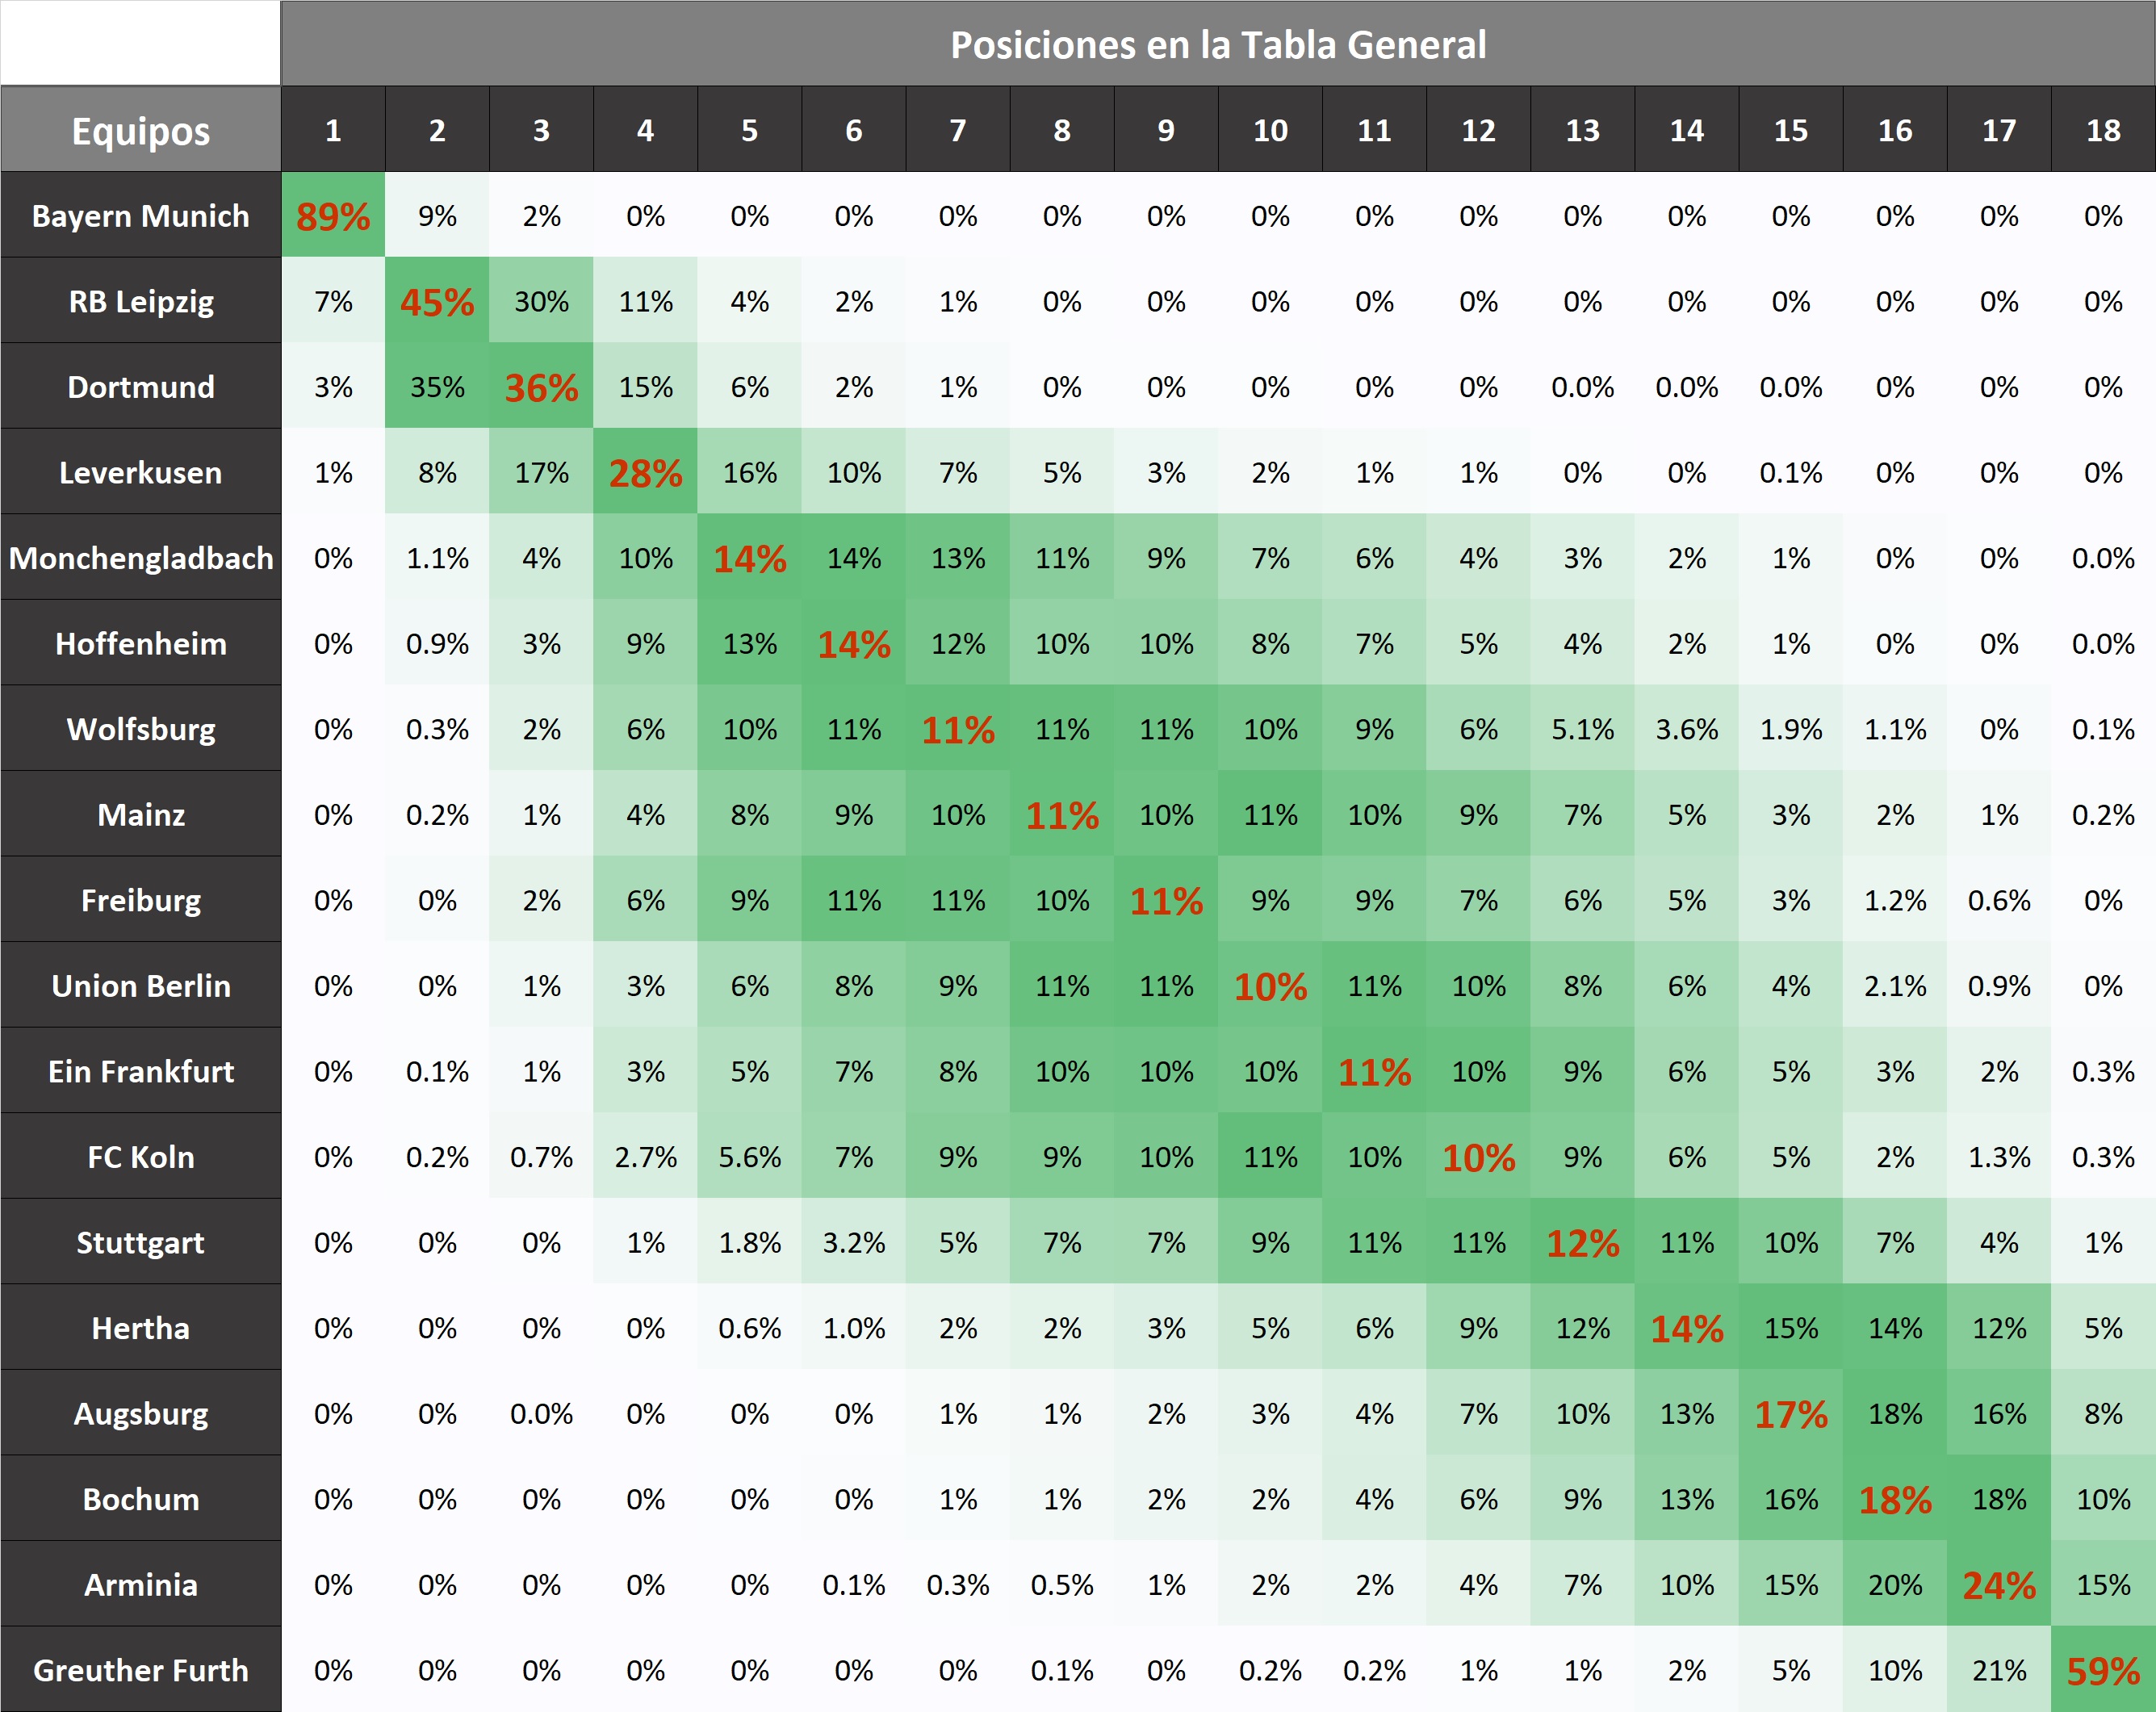 Posiciones en la Tabla General
Equipos 1 2 3 4 5 6 7 8 9 10 11 12 13 14 15 16 17 18
Bayern Munich 89% 9% 2% 0% 0% 0% 0% 0% 0% 0% 0% 0% 0% 0% 0% 0% 0% 0%
RB Leipzig 7% 45% 30% 11% 4% 2% 1% 0% 0% 0% 0% 0% 0% 0% 0% 0% 0% 0%
Dortmund 3% 35% 36% 15% 6% 2% 1% 0% 0% 0% 0% 0% 0.0% 0.0% 0.0% 0% 0% 0%
Leverkusen 1% 8% 17% 28% 16% 10% 7% 5% 3% 2% 1% 1% 0% 0% 0.1% 0% 0% 0%
Monchengladbach 0% 1.1% 4% 10% 14% 14% 13% 11% 9% 7% 6% 4% 3% 2% 1% 0% 0% 0.0%
Hoffenheim 0% 0.9% 3% 9% 13% 14% 12% 10% 10% 8% 7% 5% 4% 2% 1% 0% 0% 0.0%
Wolfsburg 0% 0.3% 2% 6% 10% 11% 11% 11% 11% 10% 9% 6% 5.1% 3.6% 1.9% 1.1% 0% 0.1%
Mainz 0% 0.2% 1% 4% 8% 9% 10% 11% 10% 11% 10% 9% 7% 5% 3% 2% 1% 0.2%
Freiburg 0% 0% 2% 6% 9% 11% 11% 10% 11% 9% 9% 7% 6% 5% 3% 1.2% 0.6% 0%
Union Berlin 0% 0% 1% 3% 6% 8% 9% 11% 11% 10% 11% 10% 8% 6% 4% 2.1% 0.9% 0%
Ein Frankfurt 0% 0.1% 1% 3% 5% 7% 8% 10% 10% 10% 11% 10% 9% 6% 5% 3% 2% 0.3%
FC Koln 0% 0.2% 0.7% 2.7% 5.6% 7% 9% 9% 10% 11% 10% 10% 9% 6% 5% 2% 1.3% 0.3%
Stuttgart 0% 0% 0% 1% 1.8% 3.2% 5% 7% 7% 9% 11% 11% 12% 11% 10% 7% 4% 1%
Hertha 0% 0% 0% 0% 0.6% 1.0% 2% 2% 3% 5% 6% 9% 12% 14% 15% 14% 12% 5%
Augsburg 0% 0% 0.0% 0% 0% 0% 1% 1% 2% 3% 4% 7% 10% 13% 17% 18% 16% 8%
Bochum 0% 0% 0% 0% 0% 0% 1% 1% 2% 2% 4% 6% 9% 13% 16% 18% 18% 10%
Arminia 0% 0% 0% 0% 0% 0.1% 0.3% 0.5% 1% 2% 2% 4% 7% 10% 15% 20% 24% 15%
Greuther Furth 0% 0% 0% 0% 0% 0% 0% 0.1% 0% 0.2% 0.2% 1% 1% 2% 5% 10% 21% 59%